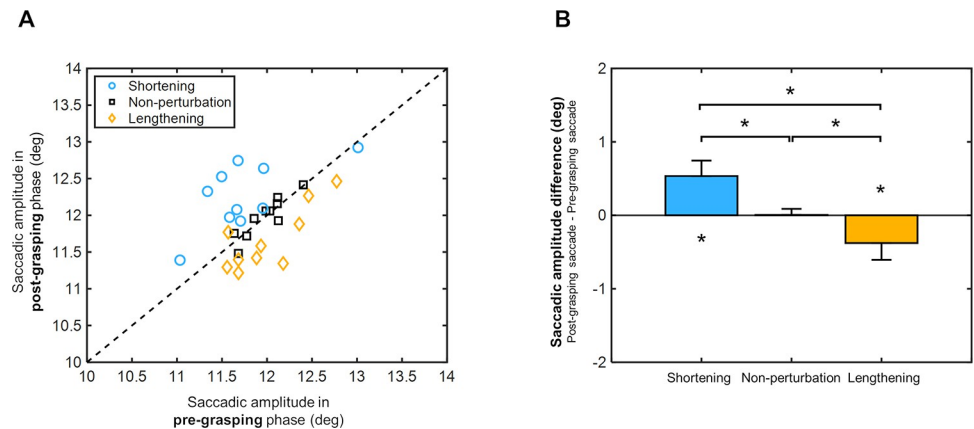 A
14
13.5
13
12.5
12
11.5
11
10.5
10
10
10.5
11
11.5
12
12.5
13
13.5
14
Shortening
Non-perturbation
Lengthening
Saccadic amplitude in
post-grasping phase (deg)
Saccadic amplitude in
pre-grasping phase (deg)
B
2
1
0
-1
-2
*
*
*
*
*
Saccadic amplitude difference (deg)
Post-grasping saccade - Pre-grasping saccade
Shortening
Non-perturbation
Lengthening